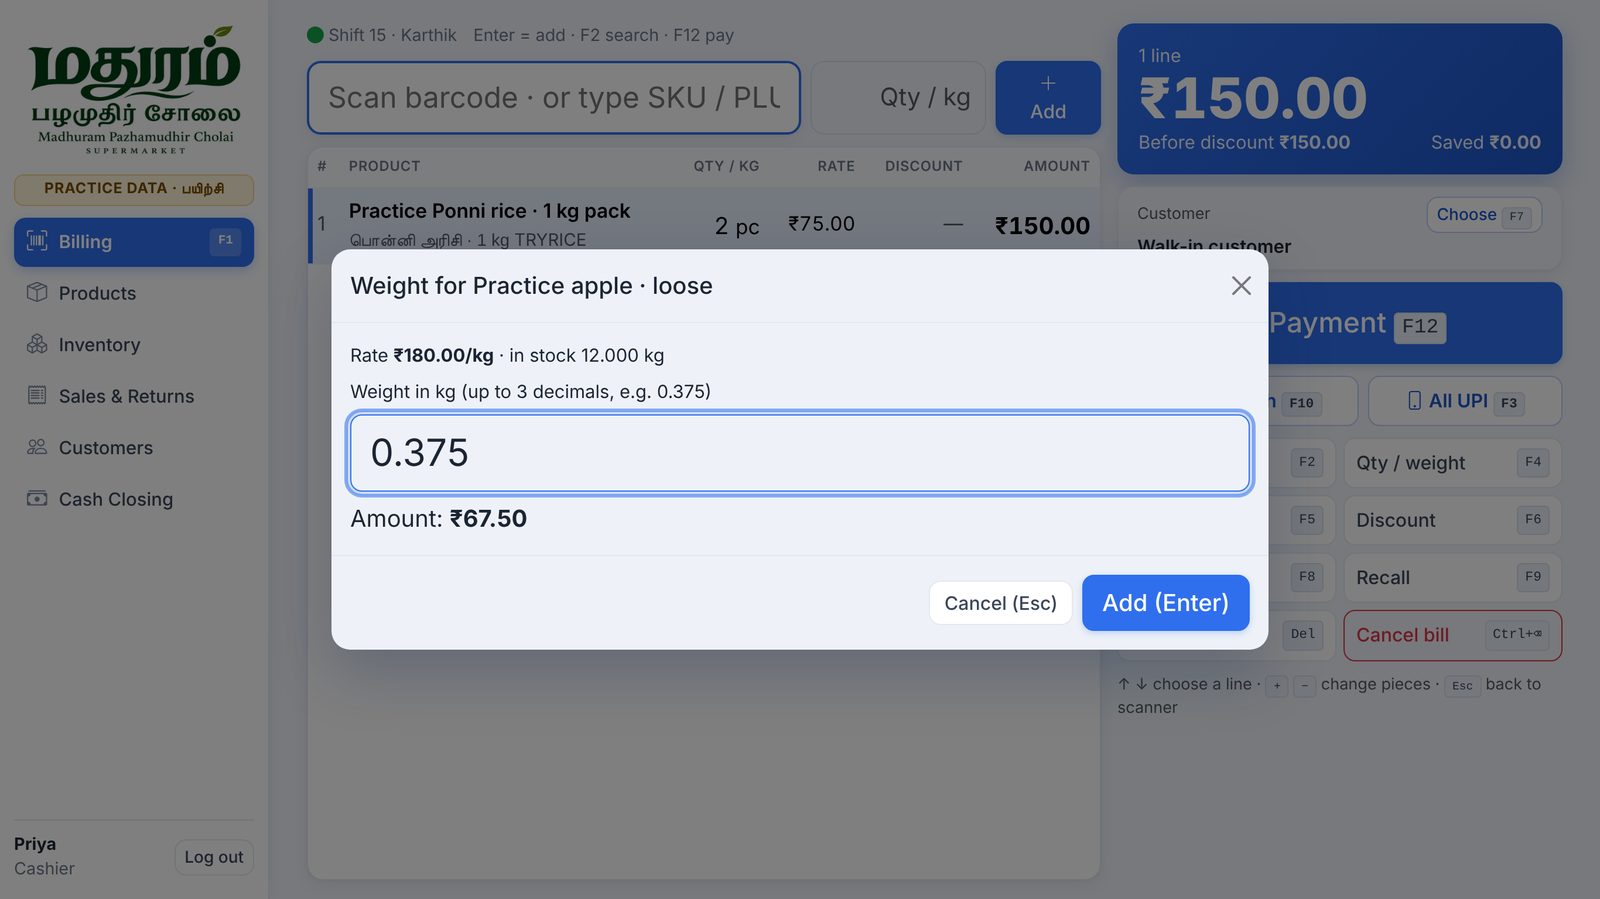 மதுரம்
பழமுதிர் சோலை
Madhuram Pazhamudhir Cholai
SUPERMARKET
PRACTICE DATA · பயிற்சி
Billing F1
Products
Inventory
Sales & Returns
Customers
Cash Closing
Priya
Cashier
Log out
Shift 15 · Karthik Enter = add · F2 search · F12 pay
Scan barcode · or type SKU / PLU
Qty / kg
+
Add
# PRODUCT QTY / KG RATE DISCOUNT AMOUNT
1 Practice Ponni rice · 1 kg pack 2 pc ₹75.00 — ₹150.00
பொன்னி அரிசி · 1 kg TRYRICE
Weight for Practice apple · loose
Rate ₹180.00/kg · in stock 12.000 kg
Weight in kg (up to 3 decimals, e.g. 0.375)
0.375
Amount: ₹67.50
Cancel (Esc) Add (Enter)
1 line
₹150.00
Before discount ₹150.00 Saved ₹0.00
Customer
Choose F7
Walk-in customer
Payment F12
F10 All UPI F3
F2 Qty / weight F4
F5 Discount F6
F8 Recall F9
Del Cancel bill Ctrl+⌫
↑ ↓ choose a line · + − change pieces · Esc back to
scanner